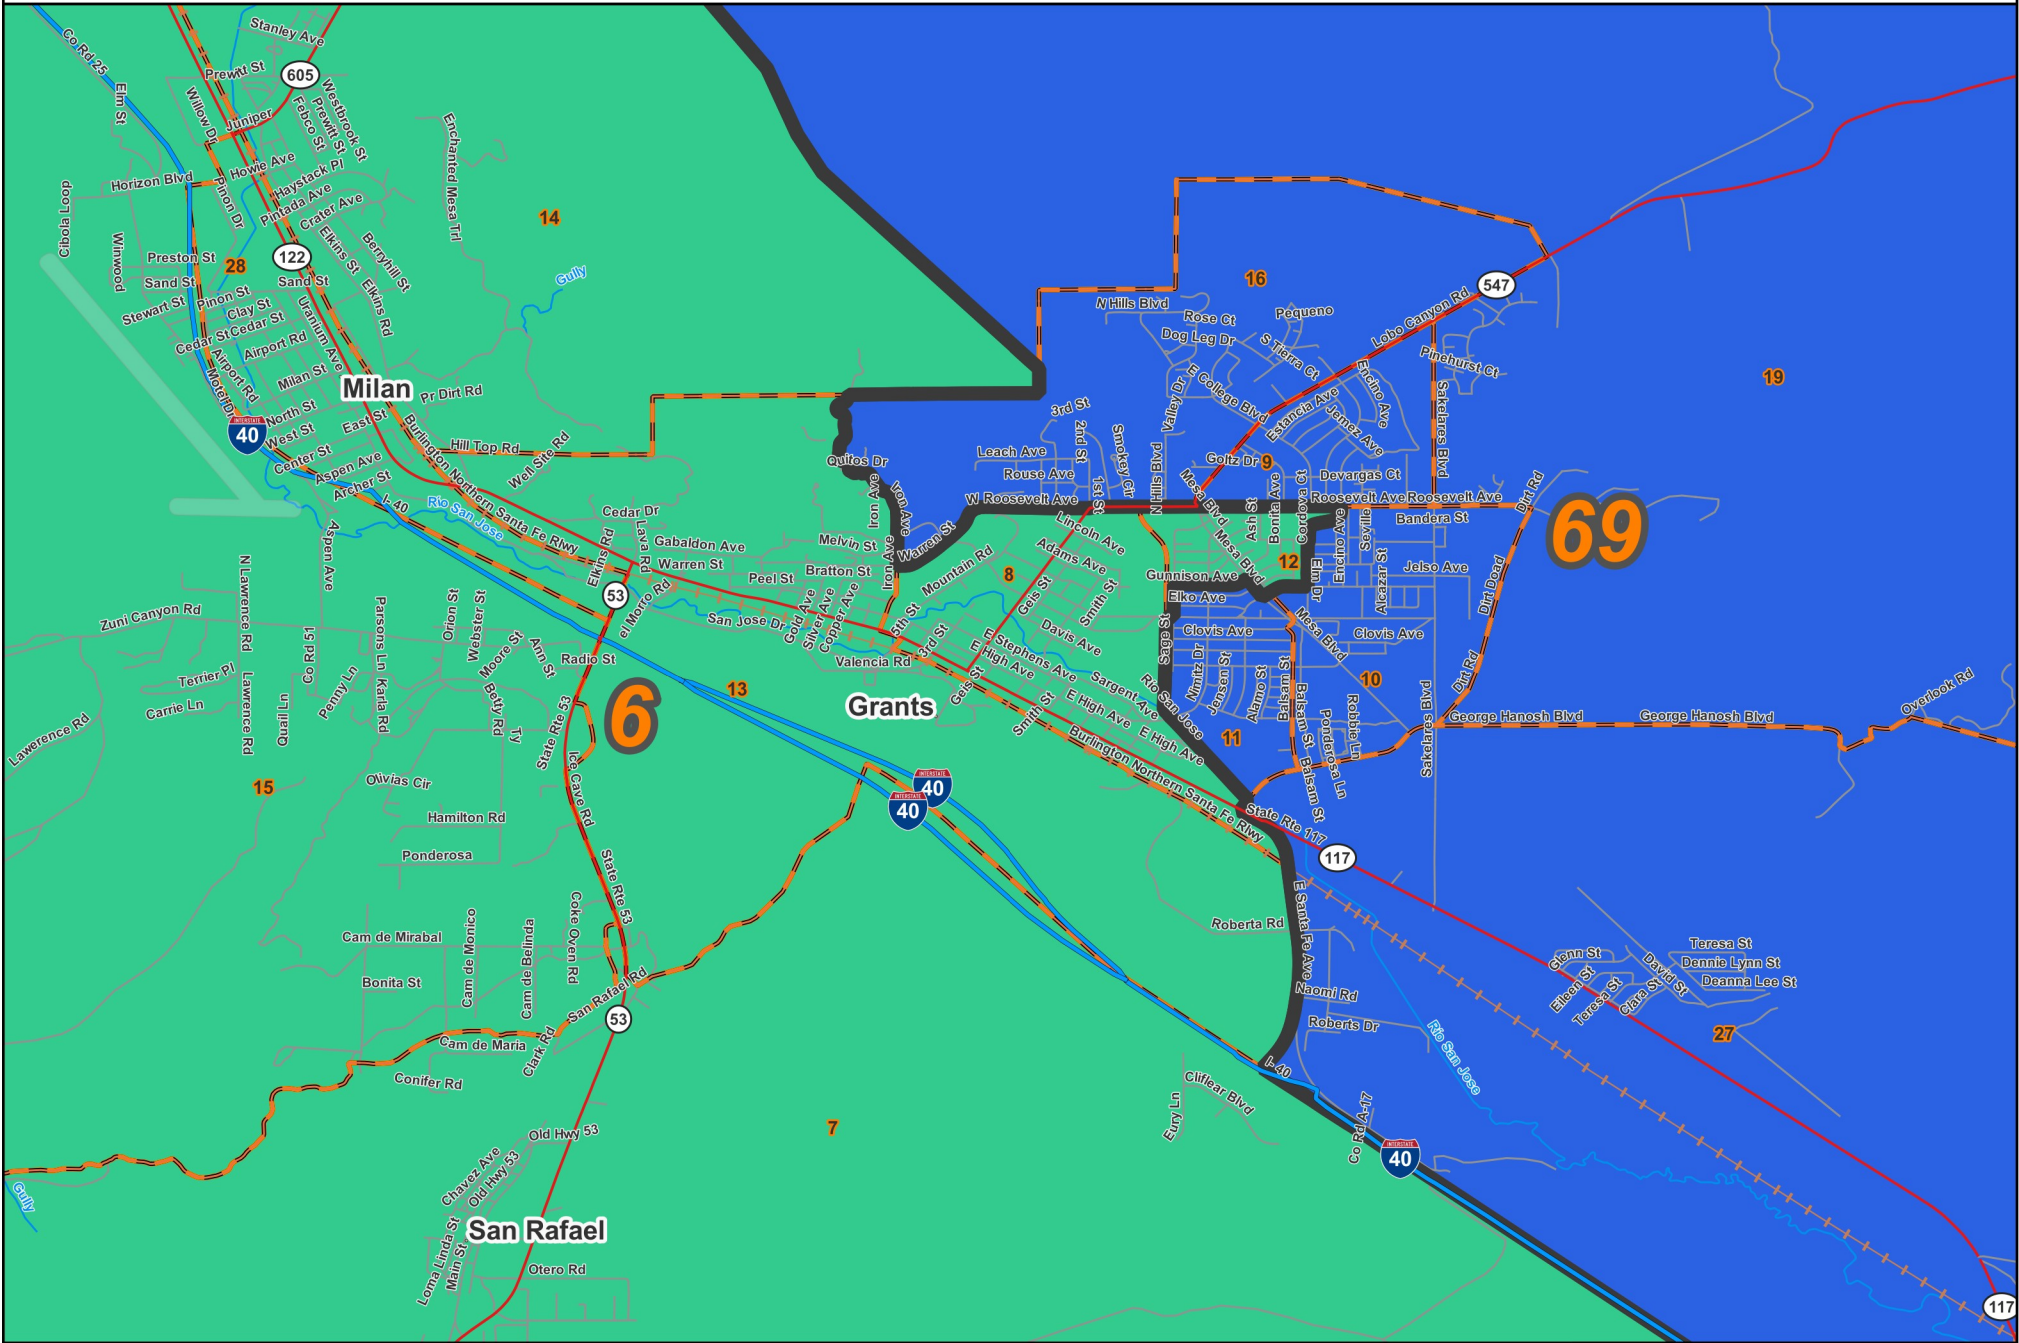 Co Rd 25
Stanley Ave
Prewitt St
605
Elm St
Willow Dr
Juniper
Febco St
Prewitt St
Westbrook St
Enchanted Mesa Trl
Howie Ave
Horizon Blvd
Haystack Pl
Pinon Dr
Pintada Ave
Crater Ave
Cibola Loop
14
Winwood
Preston St
28
122
Elkins St
Berryhill St
Sand St
Sand St
Gully
Stewart St
Pinon St
Clay St
Uranium Ave
Elkins Rd
Cedar St
Cedar St
Airport Rd
Airport Rd
Motel Dr
Milan St
Milan
Pr Dirt Rd
INTERSTATE
40
North St
West St
East St
Center St
Aspen Ave
Archer St
I- 40
Burlington Northern Santa Fe Rlwy
Hill Top Rd
Well Site Rd
Rio San Jose
16
547
N Hills Blvd
Rose Ct
Pequeno
Dog Leg Dr
S Tierra Ct
Lobo Canyon Rd
Pinehurst Ct
19
E College Blvd
Encino Ave
Valley Dr
Estancia Ave
Jemez Ave
Sakelares Blvd
3rd St
2nd St
Smokey Cir
Leach Ave
Rouse Ave
N Hills Blvd
Goltz Dr
9
Devargas Ct
Quitos Dr
Iron Ave
Iron Ave
W Roosevelt Ave
1st St
Mesa Blvd
Ash St
Bonita Ave
Cordova Ct
Roosevelt Ave
Roosevelt Ave
Dirt Rd
Bandera St
69
Cedar Dr
Lava Rd
Gabaldon Ave
Warren St
Melvin St
Warren St
Lincoln Ave
Adams Ave
Mountain Rd
Mesa Blvd
12
Encino Ave
Seville
Elkins Rd
Peel St
Bratton St
Iron Ave
8
Geis St
Smith St
Gunnison Ave
Elm Dr
Alcazar St
Jelso Ave
Dirt Doad
Aspen Ave
N Lawrence Rd
53
el Morro Rd
Gold Ave
Silver Ave
Copper Ave
San Jose Dr
5th St
3rd St
Davis Ave
Elko Ave
Clovis Ave
Mesa Blvd
Clovis Ave
Zuni Canyon Rd
Co Rd 51
Parsons Ln
Orion St
Webster St
Moore St
Ann St
Radio St
Valencia Rd
E Stephens Ave
E High Ave
Sage St
Terrier Pl
Carrie Ln
Lawrence Rd
Quail Ln
Penny Ln
Karla Rd
Betty Rd
Ty
State Rte 53
6
13
Grants
Geis St
Smith St
Sargent Ave
E High Ave
E High Ave
Rio San Jose
Nimitz Dr
Jensen St
Alamo St
Balsam St
Balsam St
Ponderosa Ln
Robbie Ln
10
Dirt Rd
Sakelares Blvd
George Hanosh Blvd
George Hanosh Blvd
Overlook Rd
Lawerence Rd
15
Olivias Cir
Ice Cave Rd
11
Burlington Northern Santa Fe Rlwy
Balsam St
INTERSTATE
40
INTERSTATE
40
State Rte 117
117
Hamilton Rd
Ponderosa
State Rte 53
Coke Oven Rd
Cam de Mirabal
Cam de Monico
Cam de Belinda
Bonita St
San Rafael Rd
53
Cam de Maria
Clark Rd
Conifer Rd
Roberta Rd
E Santa Fe Ave
Naomi Rd
Roberts Dr
Rio San Jose
Glenn St
Eileen St
Teresa St
Clara St
David St
Teresa St
Dennie Lynn St
Deanna Lee St
27
I- 40
Cliflear Blvd
Eury Ln
Co Rd A-17
INTERSTATE
40
7
Old Hwy 53
Chavez Ave
Old Hwy 53
Gully
San Rafael
Loma Linda St
Main St
Otero Rd
117